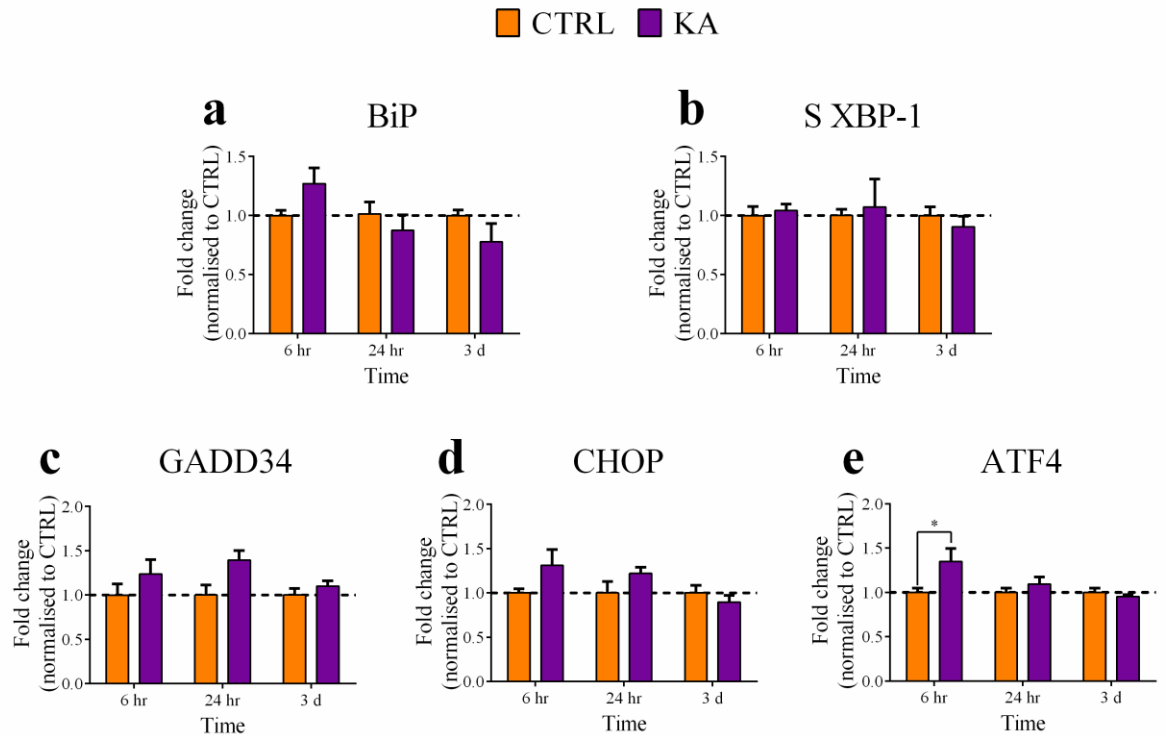 CTRL KA
a BiP
Fold change
(normalised to CTRL)
1.5
1.0
0.5
0.0
6 hr 24 hr 3 d
Time
b S XBP-1
Fold change
(normalised to CTRL)
1.5
1.0
0.5
0.0
6 hr 24 hr 3 d
Time
c GADD34
Fold change
(normalised to CTRL)
2.0
1.5
1.0
0.5
0.0
6 hr 24 hr 3 d
Time
d CHOP
Fold change
(normalised to CTRL)
2.0
1.5
1.0
0.5
0.0
6 hr 24 hr 3 d
Time
e ATF4
Fold change
(normalised to CTRL)
2.0
1.5
1.0
0.5
0.0
*
6 hr 24 hr 3 d
Time